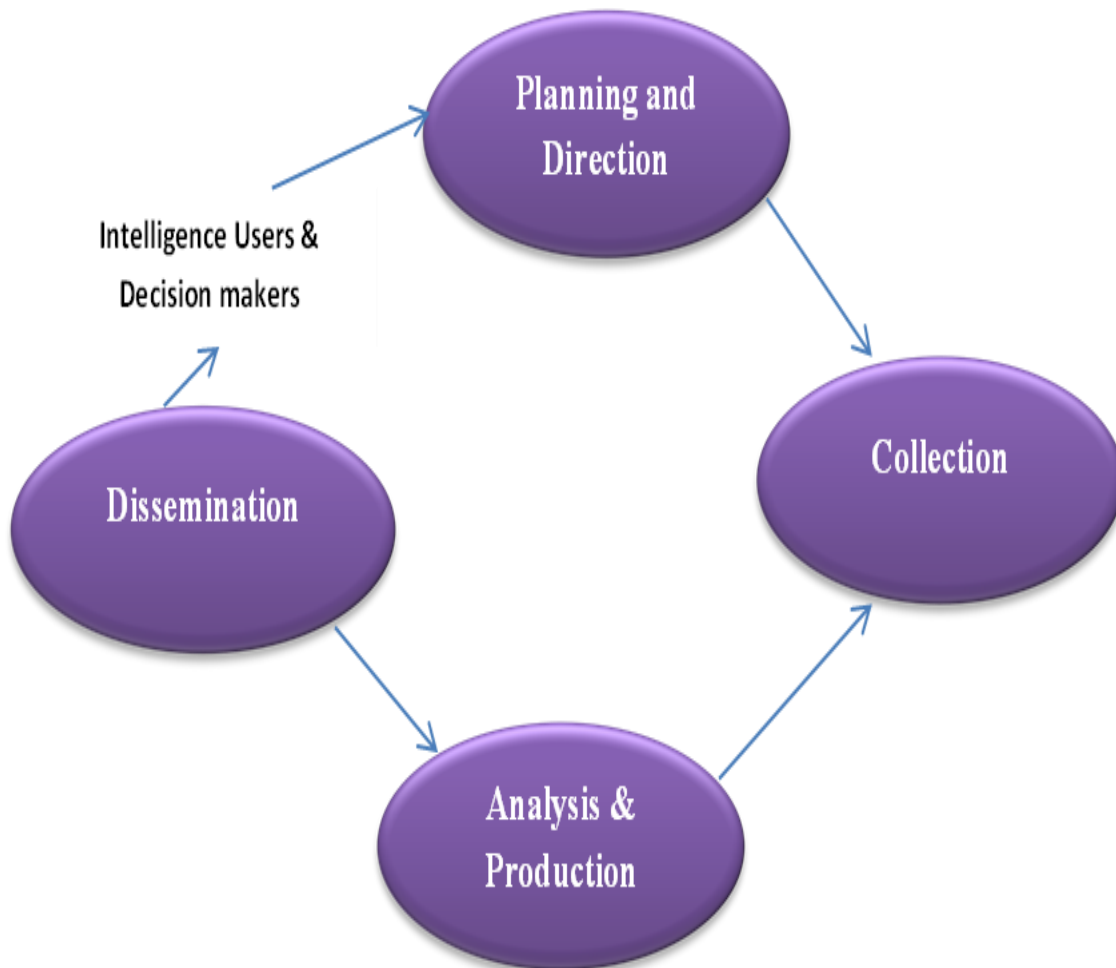 Planning and
Direction
Intelligence Users &
Decision makers
Collection
Dissemination
Analysis &
Production